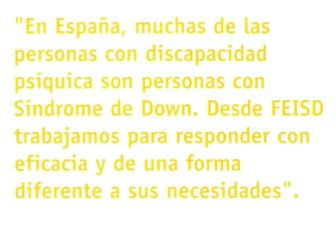 "En España, muchas de las
personas con discapacidad
psíquica son personas con
Síndrome de Down. Desde FEISD
trabajamos para responder con
eficacia y de una forma
diferente a sus necesidades".